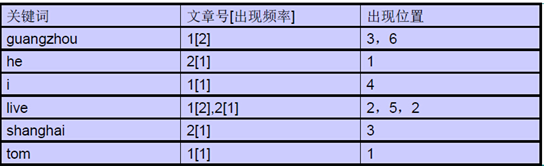 关键词 文章号[出现频率] 出现位置
guangzhou 1[2] 3，6
he 2[1] 1
i 1[1] 4
live 1[2],2[1] 2，5，2
shanghai 2[1] 3
tom 1[1] 1